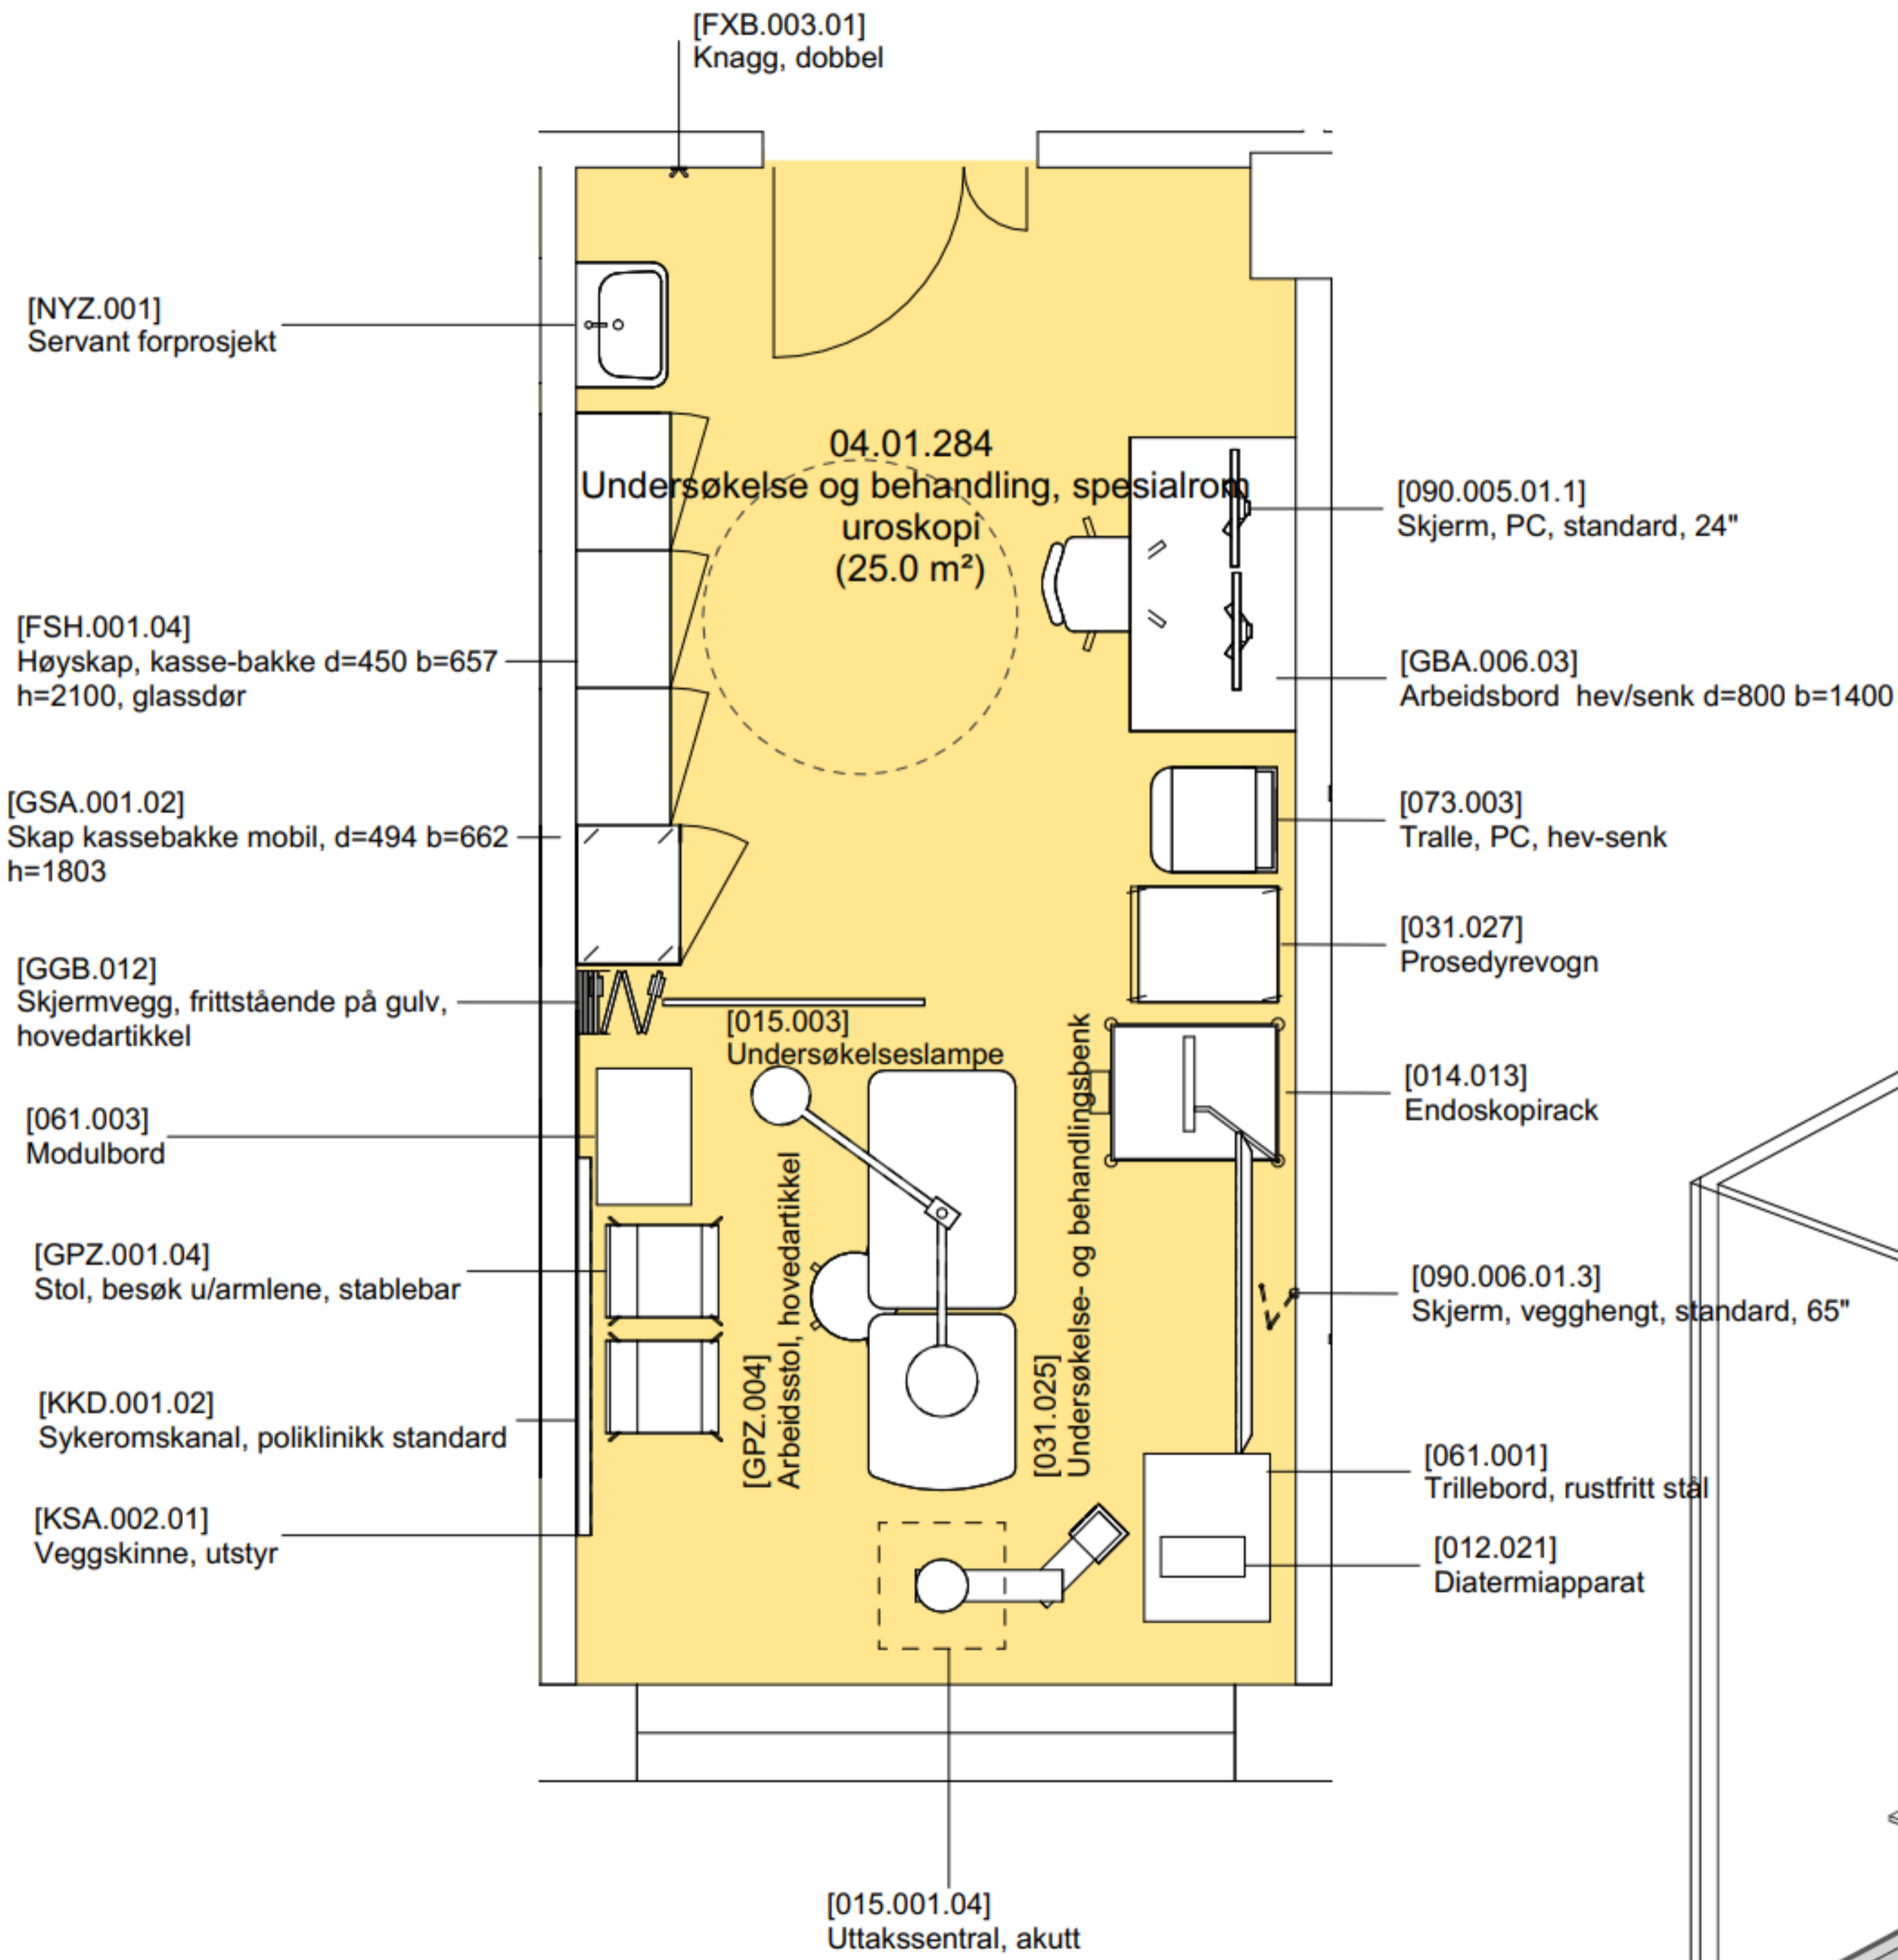 [FXB.003.01]
Knagg, dobbel
[NYZ.001]
Servant forprosjekt
04.01.284
Undersøkelse og behandling, spesialrom
uroskopi
(25.0 m²)
[090.005.01.1]
Skjerm, PC, standard, 24"
[FSH.001.04]
Høyskap, kasse-bakke d=450 b=657
h=2100, glassdør
[GBA.006.03]
Arbeidsbord  hev/senk d=800 b=1400
[GSA.001.02]
Skap kassebakke mobil, d=494 b=662
h=1803
[073.003]
Tralle, PC, hev-senk
[031.027]
Prosedyrevogn
[GGB.012]
Skjermvegg, frittstående på gulv,
hovedartikkel
[015.003]
Undersøkelseslampe
[014.013]
Endoskopirack
[061.003]
Modulbord
[GPZ.004]
Arbeidsstol, hovedartikkel
[031.025]
Undersøkelse- og behandlingsbenk
[GPZ.001.04]
Stol, besøk u/armlene, stablebar
[090.006.01.3]
Skjerm, vegghengt, standard, 65"
[KKD.001.02]
Sykeromskanal, poliklinikk standard
[061.001]
Trillebord, rustfritt stål
[KSA.002.01]
Veggskinne, utstyr
[012.021]
Diatermiapparat
[015.001.04]
Uttakssentral, akutt